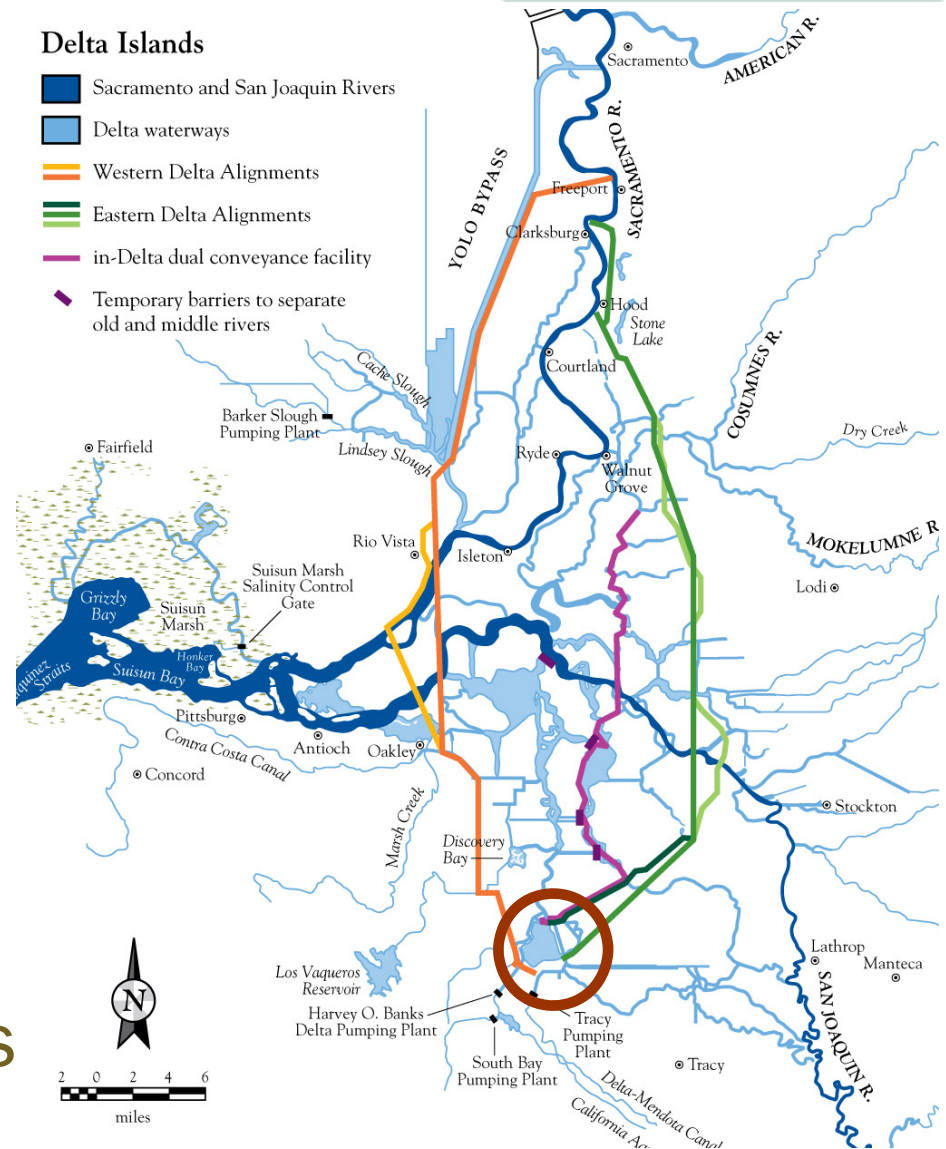 Delta Islands
Sacramento and San Joaquin Rivers
Delta waterways
Western Delta Alignments
Eastern Delta Alignments
in-Delta dual conveyance facility
Temporary barriers to separate
old and middle rivers
Sacramento
AMERICAN R.
SACRAMENTO R.
YOLO BYPASS
Freeport
Clarksburg
Hood
Stone
Lake
Courtland
COSUMNES R.
Cache Slough
Barker Slough
Pumping Plant
Lindsey Slough
Dry Creek
Fairfield
Ryde
Walnut
Grove
MOKELUMNE R
Rio Vista
Isleton
Lodi
Suisun Marsh
Salinity Control
Gate
Grizzly
Bay
Suisun
Marsh
Honker
Bay
Suisun Bay
quinez
Straits
Pittsburg
Antioch
Oakley
Contra Costa Canal
Concord
Marsh Creek
Stockton
Discovery
Bay
Los Vaqueros
Reservoir
Lathrop
Manteca
SAN JOAQUIN R.
Harvey O. Banks
Delta Pumping Plant
Tracy
Pumping
Plant
South Bay
Pumping Plant
Tracy
Delta-Mendota Canal
California Aq
N
s
2 0 2 4 6
miles